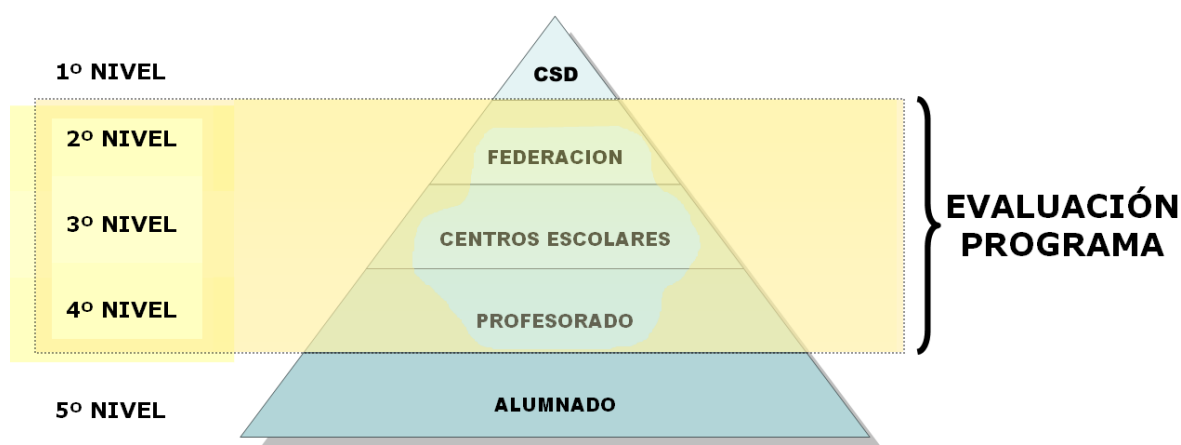 1º NIVEL
CSD
2º NIVEL
FEDERACION
3º NIVEL
CENTROS ESCOLARES
4º NIVEL
PROFESORADO
5º NIVEL
ALUMNADO
EVALUACIÓN
PROGRAMA